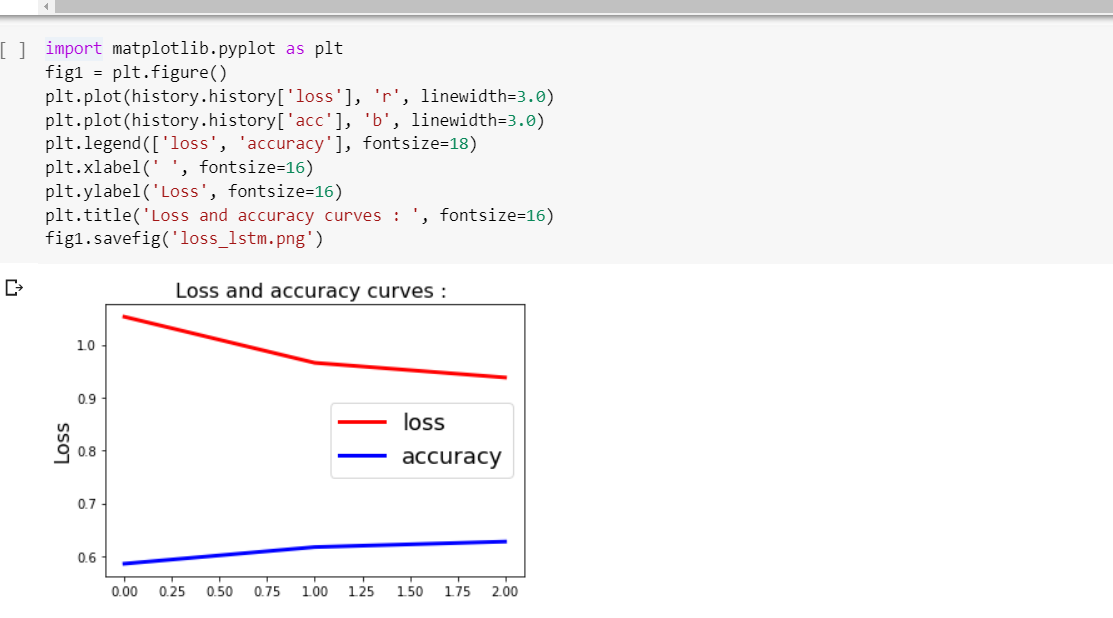 [ ] import matplotlib.pyplot as plt
fig1 = plt.figure()
plt.plot(history.history['loss'], 'r', linewidth=3.0)
plt.plot(history.history['acc'], 'b', linewidth=3.0)
plt.legend(['loss', 'accuracy'], fontsize=18)
plt.xlabel(' ', fontsize=16)
plt.ylabel('Loss', fontsize=16)
plt.title('Loss and accuracy curves : ', fontsize=16)
fig1.savefig('loss_lstm.png')
Loss and accuracy curves :
1.0
0.9
0.8
0.7
0.6
Loss
loss
accuracy
0.00 0.25 0.50 0.75 1.00 1.25 1.50 1.75 2.00